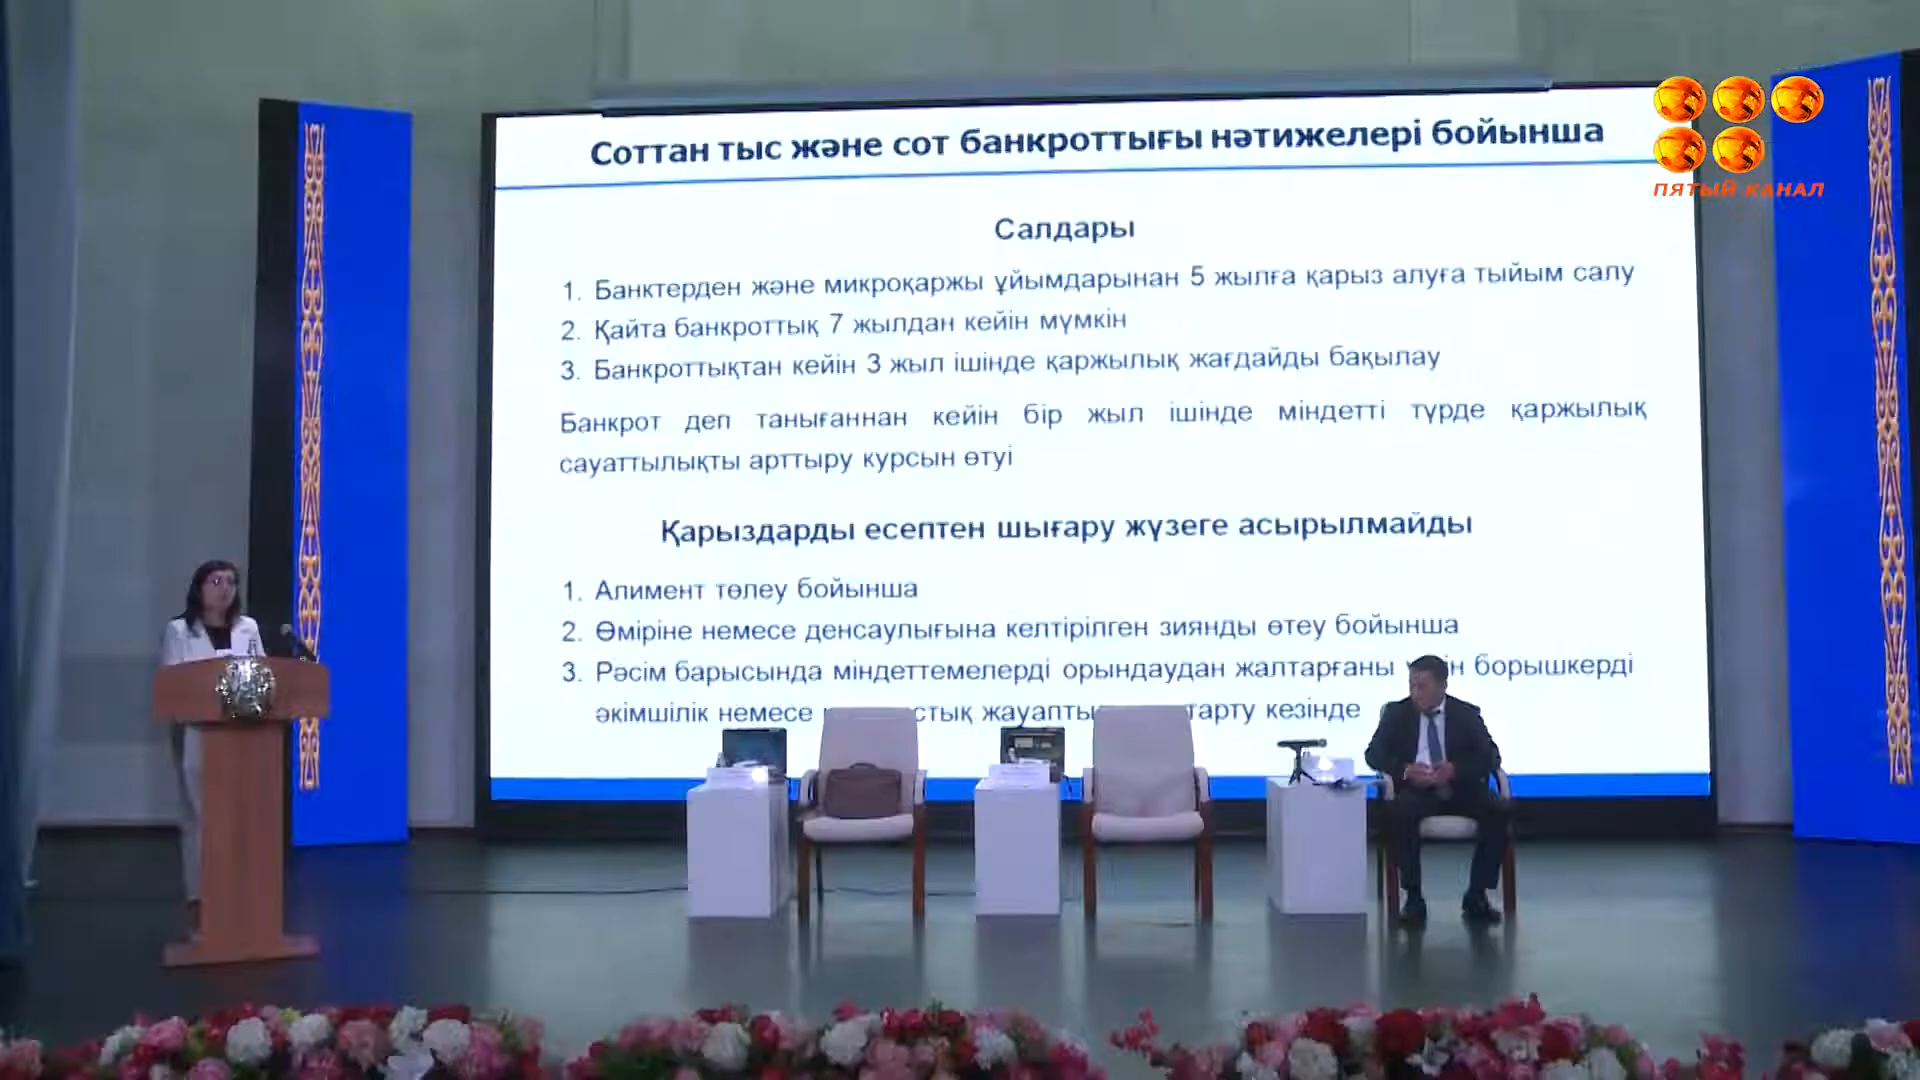 Соттан тыс және сот банкроттығы нәтижелері бойынша
ПЯТЫЙ КАНАЛ
Салдары
1. Банктерден және микроқаржы ұйымдарынан 5 жылға қарыз алуға тыйым салу
2. Қайта банкроттық 7 жылдан кейін мүмкін
3. Банкроттықтан кейін 3 жыл ішінде қаржылық жағдайды бақылау
Банкрот деп танығаннан кейін бір жыл ішінде міндетті түрде қаржылық
сауаттылықты арттыру курсын өтуі
Қарыздарды есептен шығару жүзеге асырылмайды
1. Алимент төлеу бойынша
2. Өміріне немесе денсаулығына келтірілген зиянды өтеу бойынша
3. Рәсім барысында міндеттемелерді орындаудан жалтарғаны борышкерді
әкімшілік немесе кезінде